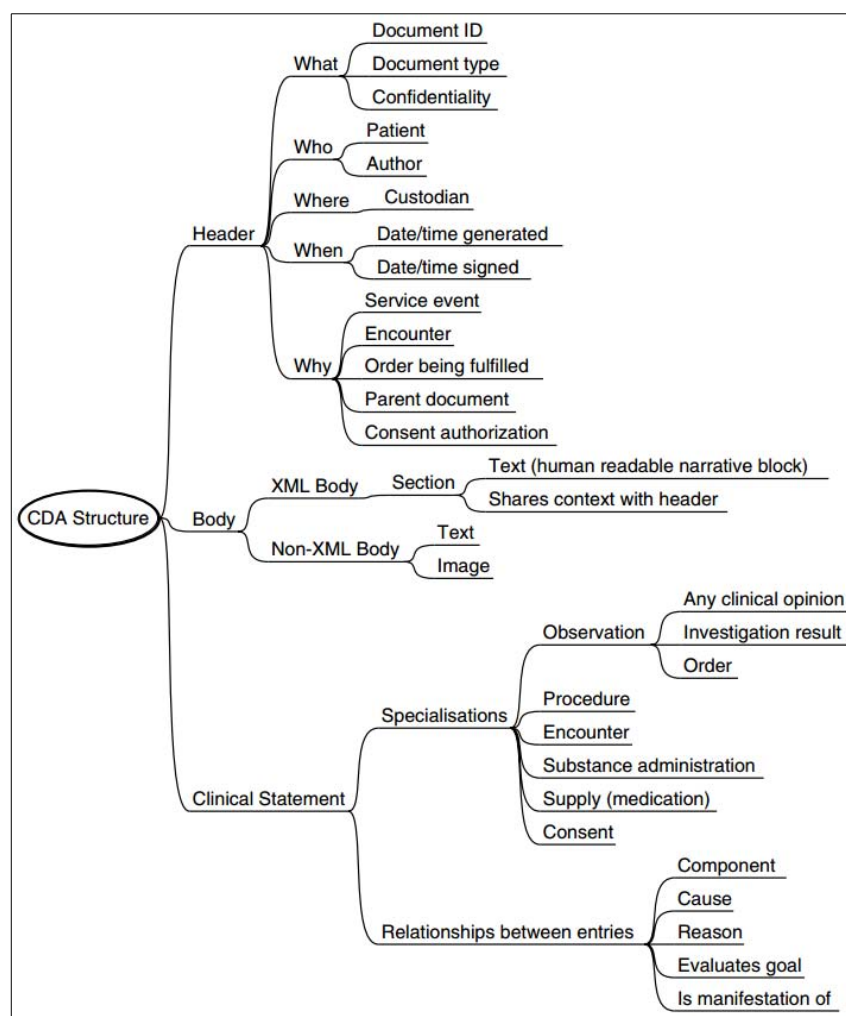 CDA Structure
Header
What
Document ID
Document type
Confidentiality
Who
Patient
Author
Where
Custodian
When
Date/time generated
Date/time signed
Why
Service event
Encounter
Order being fulfilled
Parent document
Consent authorization
Body
XML Body
Section
Text (human readable narrative block)
Shares context with header
Non-XML Body
Text
Image
Clinical Statement
Specialisations
Observation
Any clinical opinion
Investigation result
Order
Procedure
Encounter
Substance administration
Supply (medication)
Consent
Relationships between entries
Component
Cause
Reason
Evaluates goal
Is manifestation of